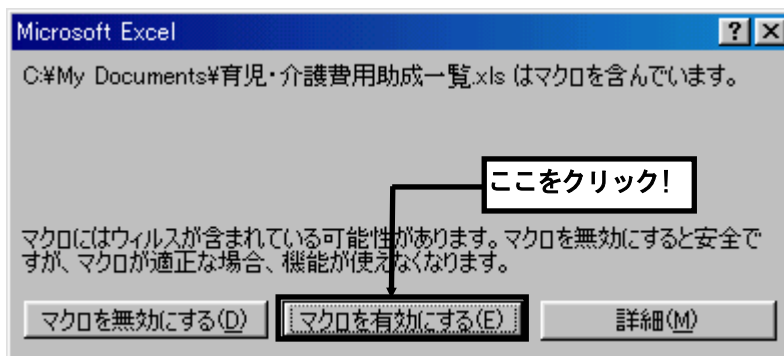 Microsoft Excel
C:¥My Documents¥育児・介護費用助成一覧.xls はマクロを含んでいます。
ここをクリック!
マクロにはウィルスが含まれている可能性があります。マクロを無効にすると安全で
すが、マクロが適正な場合、機能が使えなくなります。
マクロを無効にする(D) マクロを有効にする(E) 詳細(M)